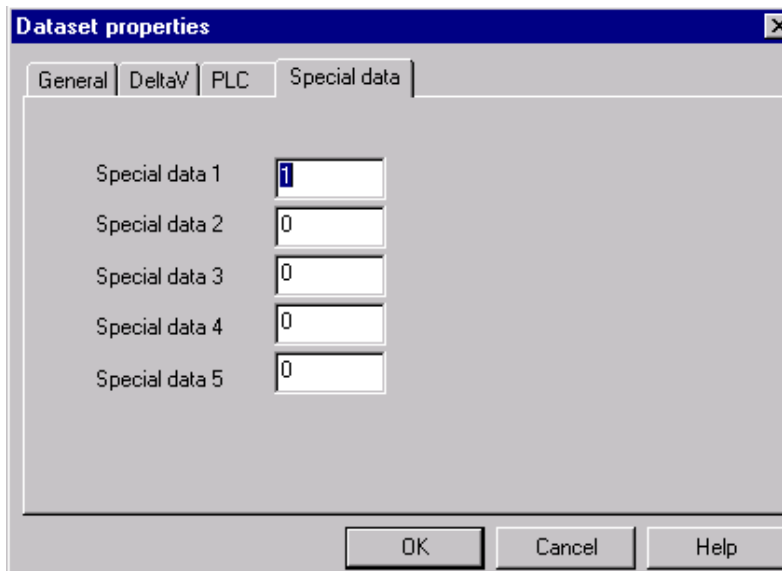 Dataset properties
General DeltaV PLC Special data
Special data 1 1
Special data 2 0
Special data 3 0
Special data 4 0
Special data 5 0
OK Cancel Help